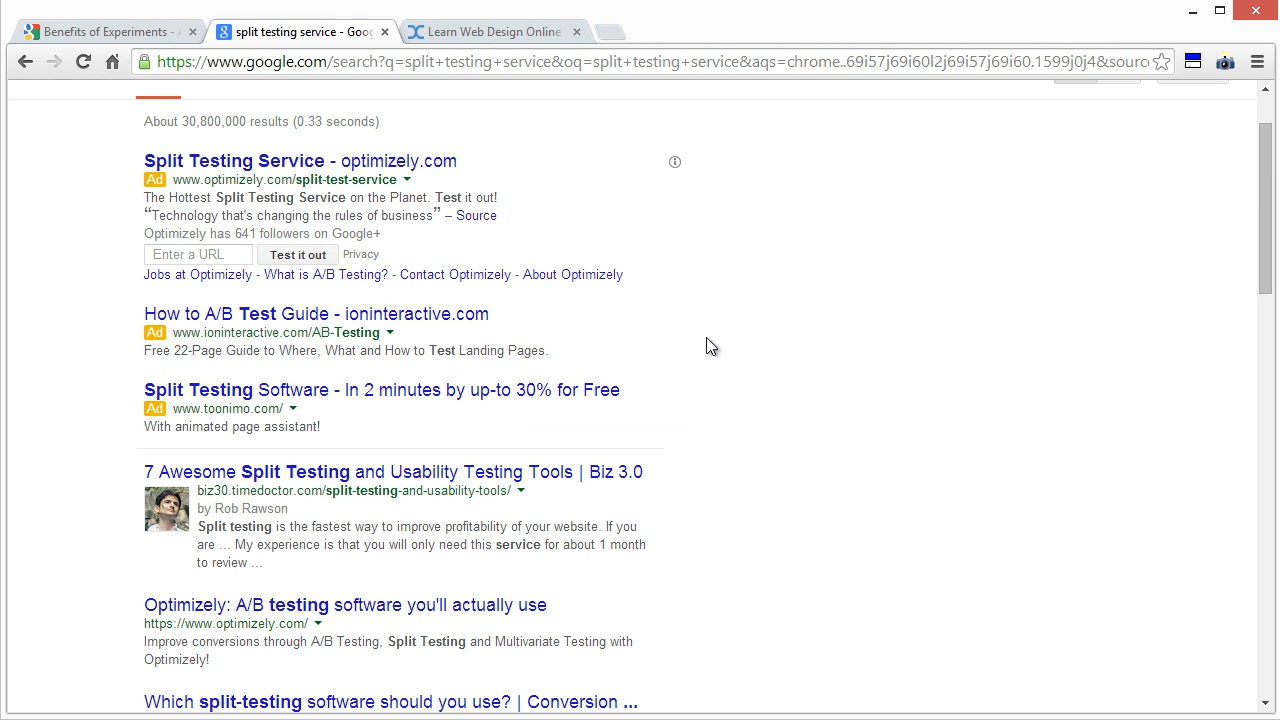 Benefits of Experiments -
split testing service - Goog
Learn Web Design Online
https://www.google.com/search?q=split+testing+service&oq=split+testing+service&aqs=chrome..69i57j69i60l2j69i57j69i60.1599j0j4&sourc
About 30,800,000 results (0.33 seconds)
Split Testing Service - optimizely.com
Ad www.optimizely.com/split-test-service
The Hottest Split Testing Service on the Planet. Test it out!
“Technology that's changing the rules of business” – Source
Optimizely has 641 followers on Google+
Enter a URL Test it out Privacy
Jobs at Optimizely - What is A/B Testing? - Contact Optimizely - About Optimizely
How to A/B Test Guide - ioninteractive.com
Ad www.ioninteractive.com/AB-Testing
Free 22-Page Guide to Where, What and How to Test Landing Pages.
Split Testing Software - In 2 minutes by up-to 30% for Free
Ad www.toonimo.com/
With animated page assistant!
7 Awesome Split Testing and Usability Testing Tools | Biz 3.0
biz30.timedoctor.com/split-testing-and-usability-tools/
by Rob Rawson
Split testing is the fastest way to improve profitability of your website. If you
are ... My experience is that you will only need this service for about 1 month
to review ...
Optimizely: A/B testing software you'll actually use
https://www.optimizely.com/
Improve conversions through A/B Testing, Split Testing and Multivariate Testing with
Optimizely!
Which split-testing software should you use? | Conversion ...